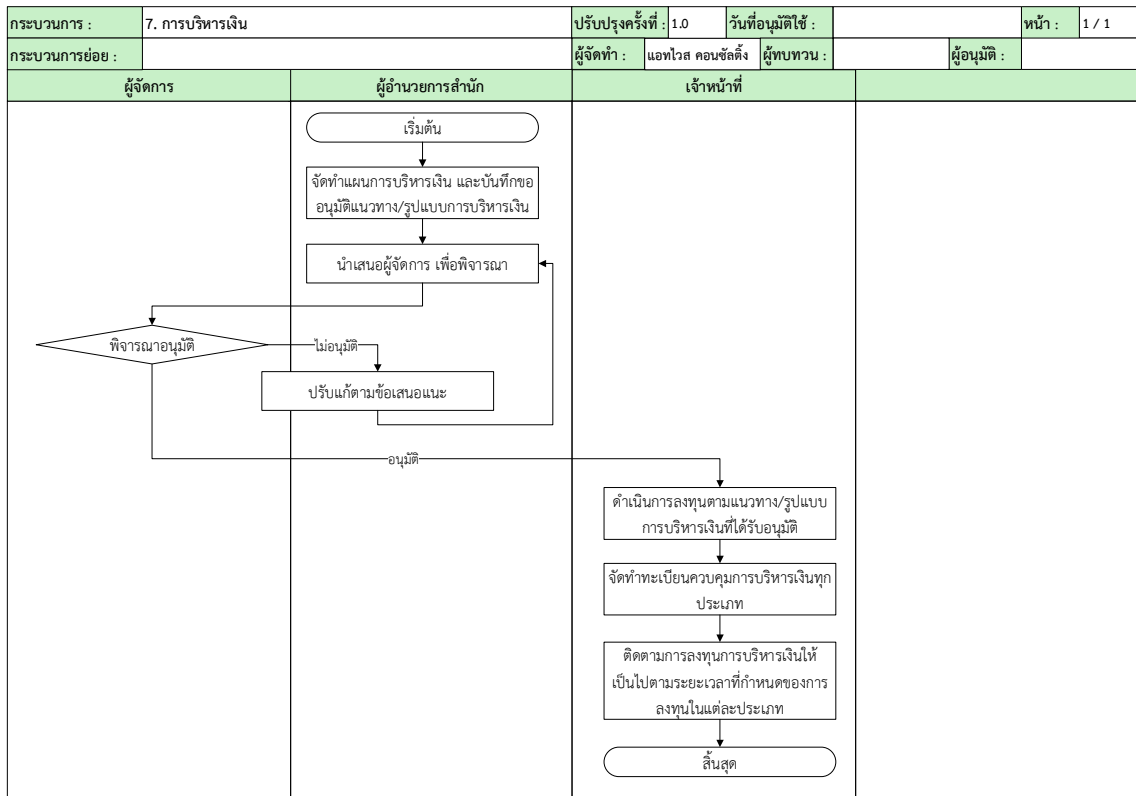 กระบวนการ : 7. การบริหารเงิน ปรับปรุงครั้งที่ : 1.0 วันที่อนุมัติใช้ : หน้า : 1 / 1
กระบวนการย่อย : ผู้จัดทำ : แอทไวส คอนซัลติ้ง ผู้ทบทวน : ผู้อนุมัติ :
ผู้จัดการ ผู้อำนวยการสำนัก เจ้าหน้าที่
เริ่มต้น
จัดทำแผนการบริหารเงิน และบันทึกขอ
อนุมัติแนวทาง/รูปแบบการบริหารเงิน
นำเสนอผู้จัดการ เพื่อพิจารณา
พิจารณาอนุมัติ
ไม่อนุมัติ
ปรับแก้ตามข้อเสนอแนะ
อนุมัติ
ดำเนินการลงทุนตามแนวทาง/รูปแบบ
การบริหารเงินที่ได้รับอนุมัติ
จัดทำทะเบียนควบคุมการบริหารเงินทุก
ประเภท
ติดตามการลงทุนการบริหารเงินให้
เป็นไปตามระยะเวลาที่กำหนดของการ
ลงทุนในแต่ละประเภท
สิ้นสุด